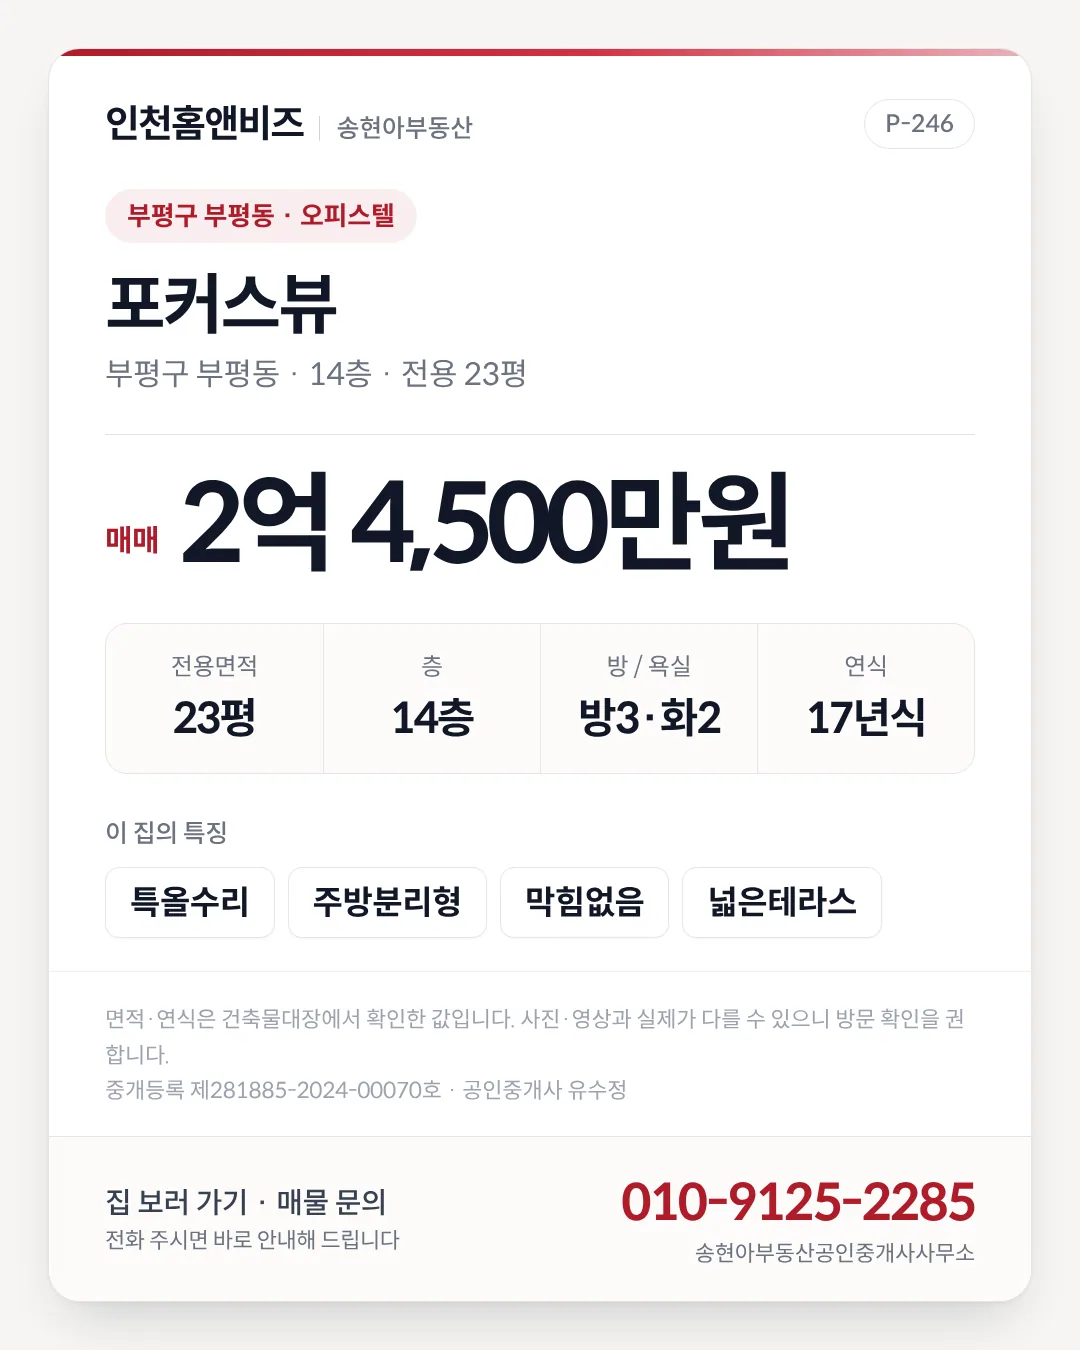 인천홈앤비즈 송현아부동산 P-246
부평구 부평동 · 오피스텔
포커스뷰
부평구 부평동 · 14층 · 전용 23평
매매 2억 4,500만원
전용면적 층 방 / 욕실 연식
23평 14층 방3·화2 17년식
이 집의 특징
특올수리 주방분리형 막힘없음 넓은테라스
면적·연식은 건축물대장에서 확인한 값입니다. 사진·영상과 실제가 다를 수 있으니 방문 확인을 권
합니다.
중개등록 제281885-2024-00070호 · 공인중개사 유수정
집 보러 가기 · 매물 문의 010-9125-2285
전화 주시면 바로 안내해 드립니다 송현아부동산공인중개사사무소